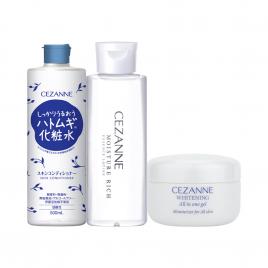 しっかりうるおう
ハトムギの
化粧水
スキンコンディショナー
SKIN CONDITIONER
500mL
CEZANNE
CEZANNE
MOISTURE RICH
CEZANNE
WHITENING
All in one gel
Moisturizer for all skin